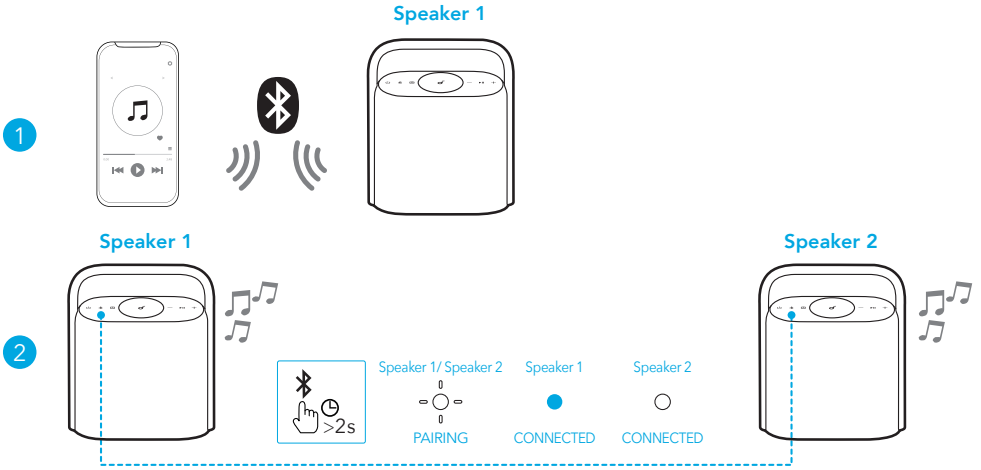 Speaker 1
1
Speaker 1
Speaker 2
2
>2s
Speaker 1/ Speaker 2
PAIRING
Speaker 1
CONNECTED
Speaker 2
CONNECTED